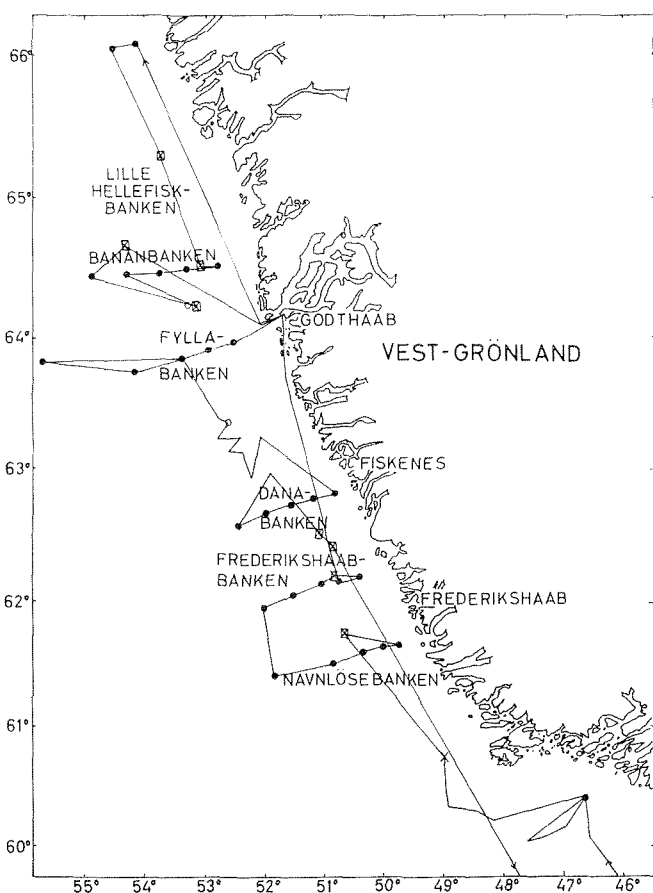 66°
65°
LILLE
HELLEFISK-
BANKEN
BANANBANKEN
64°
GODTHAAB
FYLLA-
BANKEN
VEST-GRÖNLAND
63°
FISKENES
DANA-
BANKEN
FREDERIKSHAAB-
BANKEN
62°
FREDERIKSHAAB
NAVNLÖSEBANKEN
61°
60°
55° 54° 53° 52° 51° 50° 49° 48° 47° 46°